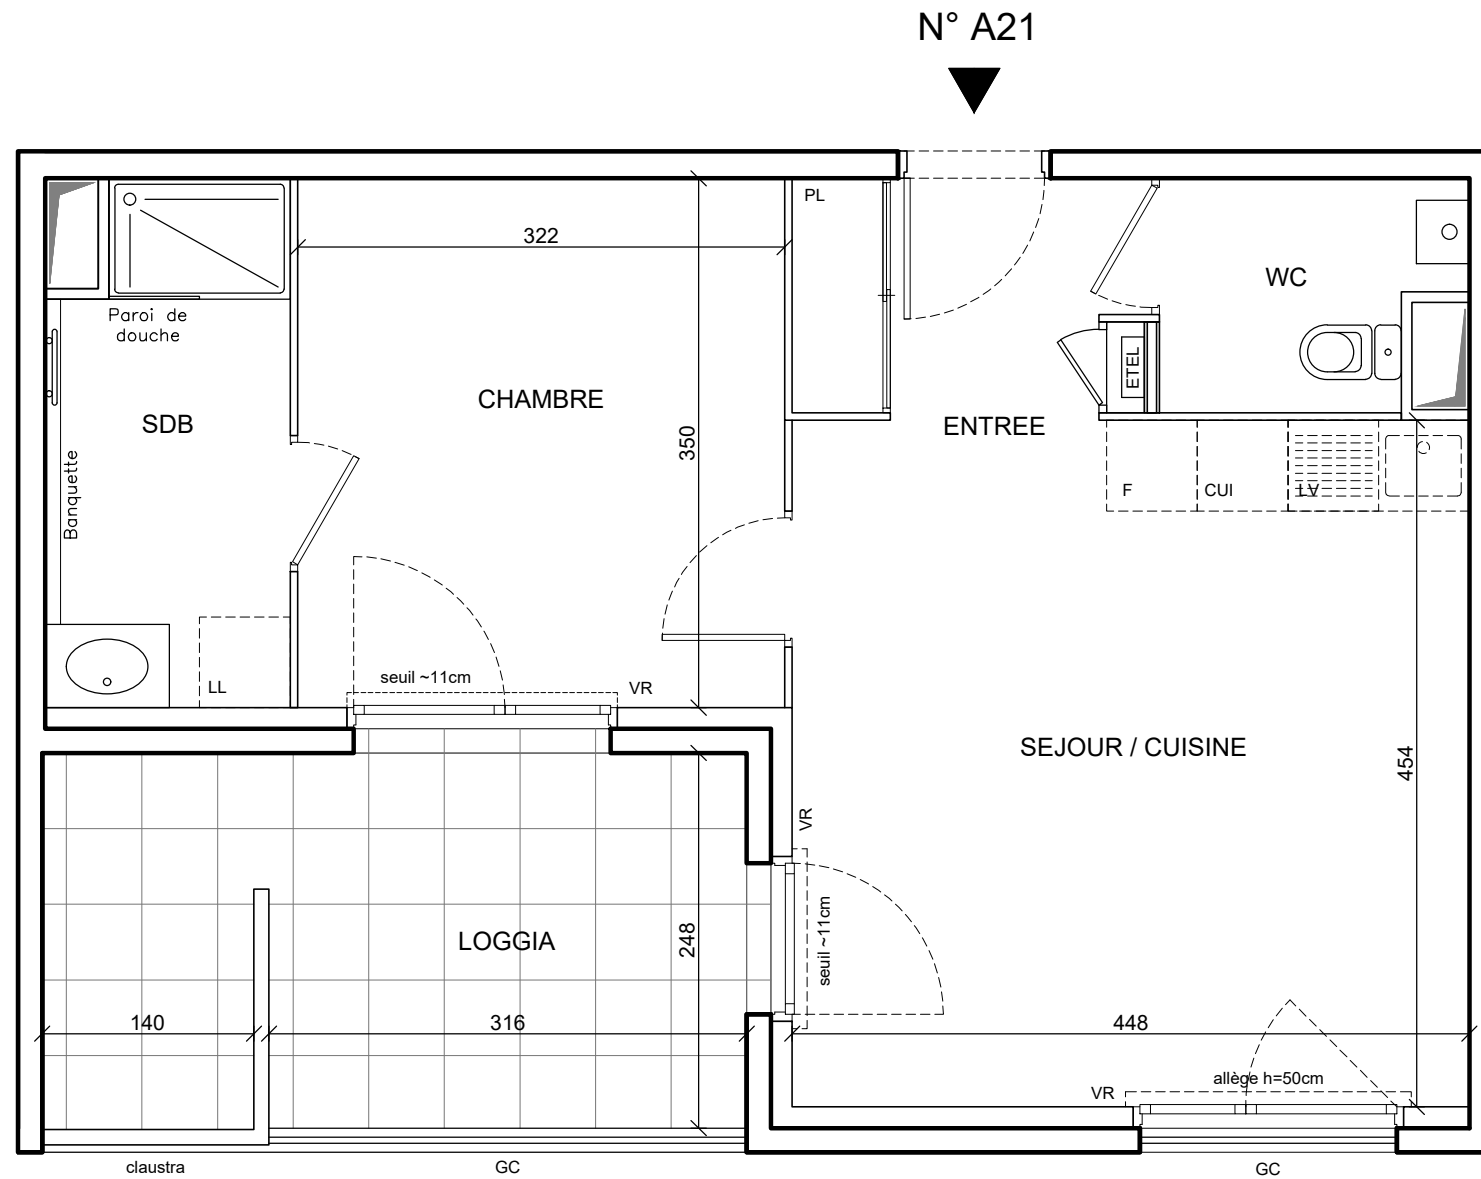 N° A21
PL
322
WC
Paroi de
douche
ETEL
CHAMBRE
SDB
ENTREE
350
Banquette
F
CUI
LV
seuil ~11cm
VR
LL
SEJOUR / CUISINE
454
VR
seuil ~11cm
LOGGIA
248
140
316
448
allège h=50cm
VR
claustra
GC
GC